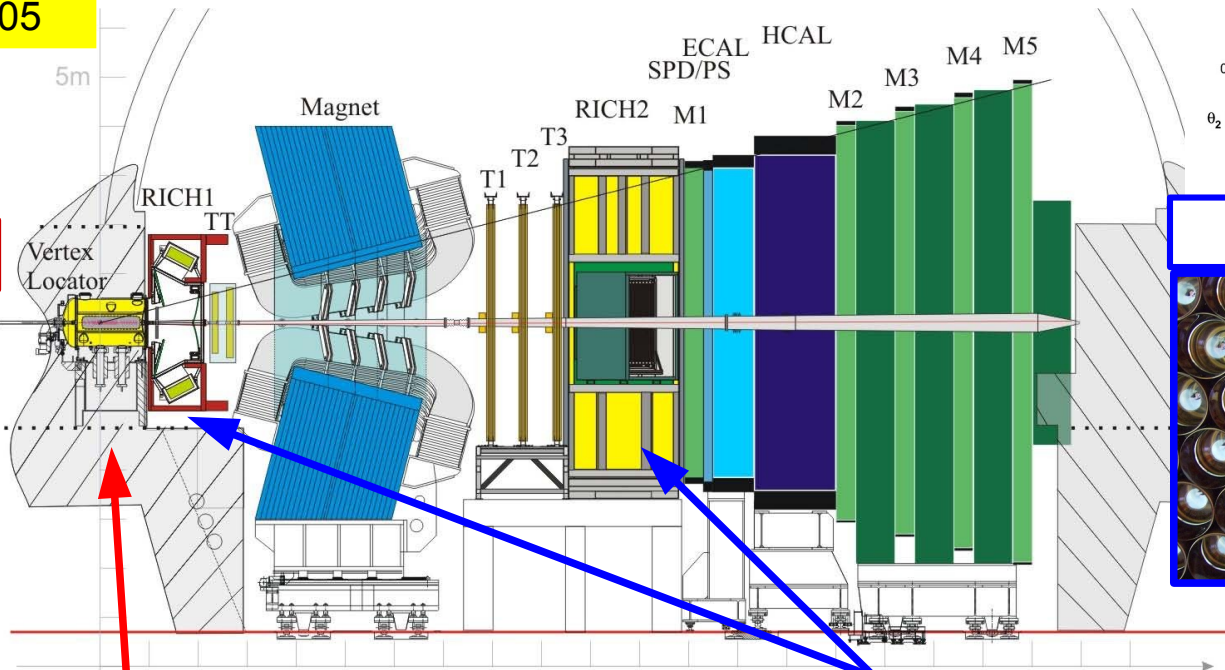 05
5m
Magnet
RICH1
TT
Vertex
Locator
T1
T2
T3
RICH2
SPD/PS
ECAL
HCAL
M1
M2
M3
M4
M5
θ₂